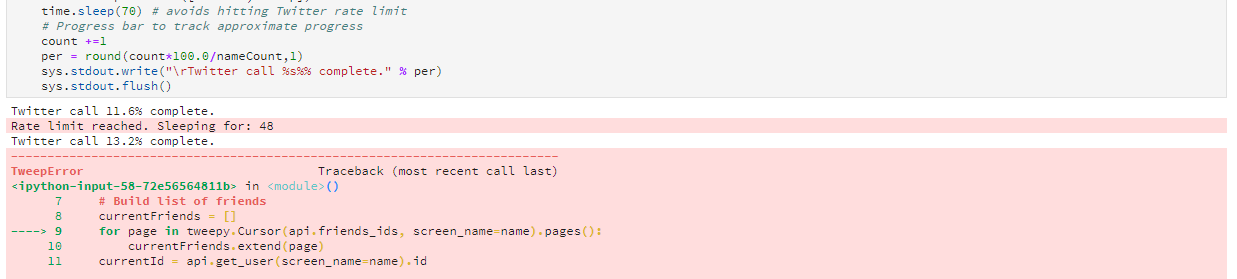 time.sleep(70) # avoids hitting Twitter rate limit
# Progress bar to track approximate progress
count +=1
per = round(count*100.0/nameCount,1)
sys.stdout.write("\rTwitter call %s%% complete." % per)
sys.stdout.flush()
Twitter call 11.6% complete.
Rate limit reached. Sleeping for: 48
Twitter call 13.2% complete.
---------------------------------------------------------------------------
TweepError Traceback (most recent call last)
<ipython-input-58-72e56564811b> in <module>()
7 # Build list of friends
8 currentFriends = []
----> 9 for page in tweepy.Cursor(api.friends_ids, screen_name=name).pages():
10 currentFriends.extend(page)
11 currentId = api.get_user(screen_name=name).id